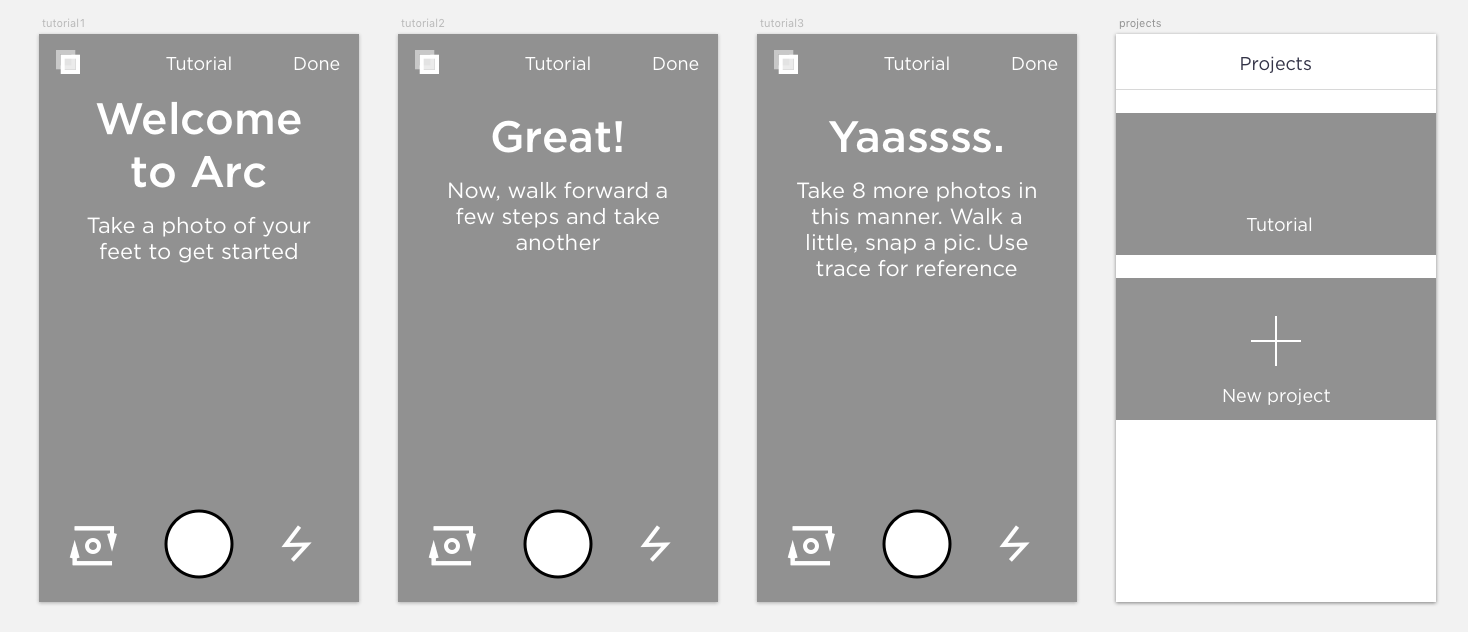 tutorial1
Tutorial
Done
Welcome
to Arc
Take a photo of your
feet to get started
tutorial2
Tutorial
Done
Great!
Now, walk forward a
few steps and take
another
tutorial3
Tutorial
Done
Yaassss.
Take 8 more photos in
this manner. Walk a
little, snap a pic. Use
trace for reference
projects
Projects
Tutorial
New project